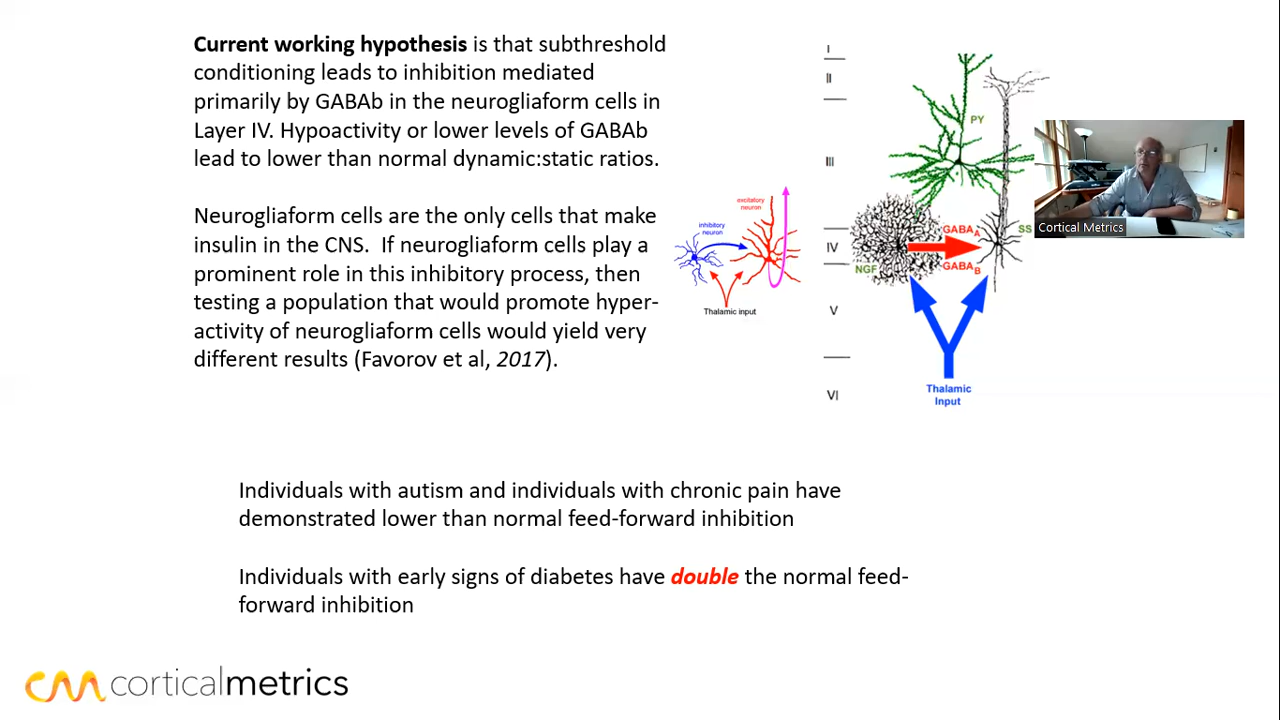 Current working hypothesis is that subthreshold
conditioning leads to inhibition mediated
primarily by GABAb in the neurogliaform cells in
Layer IV. Hypoactivity or lower levels of GABAb
lead to lower than normal dynamic:static ratios.
Neurogliaform cells are the only cells that make
insulin in the CNS. If neurogliaform cells play a
prominent role in this inhibitory process, then
testing a population that would promote hyper-
activity of neurogliaform cells would yield very
different results (Favorov et al, 2017).
inhibitory
neuron
excitatory
neuron
Thalamic input
I
II
III
IV
V
VI
PY
SS
NGF
GABAA
GABAB
Thalamic
Input
Cortical Metrics
Individuals with autism and individuals with chronic pain have
demonstrated lower than normal feed-forward inhibition
Individuals with early signs of diabetes have double the normal feed-
forward inhibition
corticalmetrics